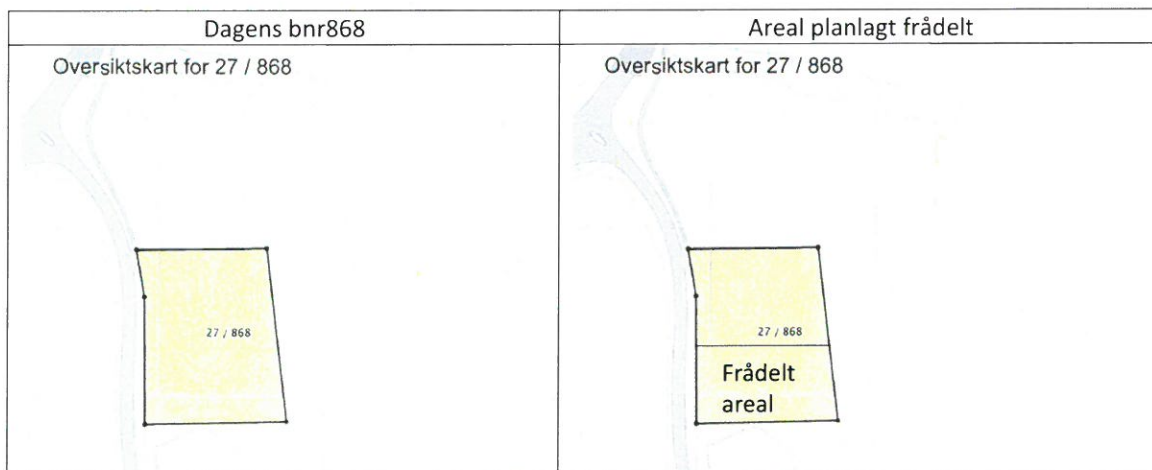 Dagens bnr868
Areal planlagt frådelt
Oversiktskart for 27 / 868
Oversiktskart for 27 / 868
27 / 868
27 / 868
Frådelt
areal